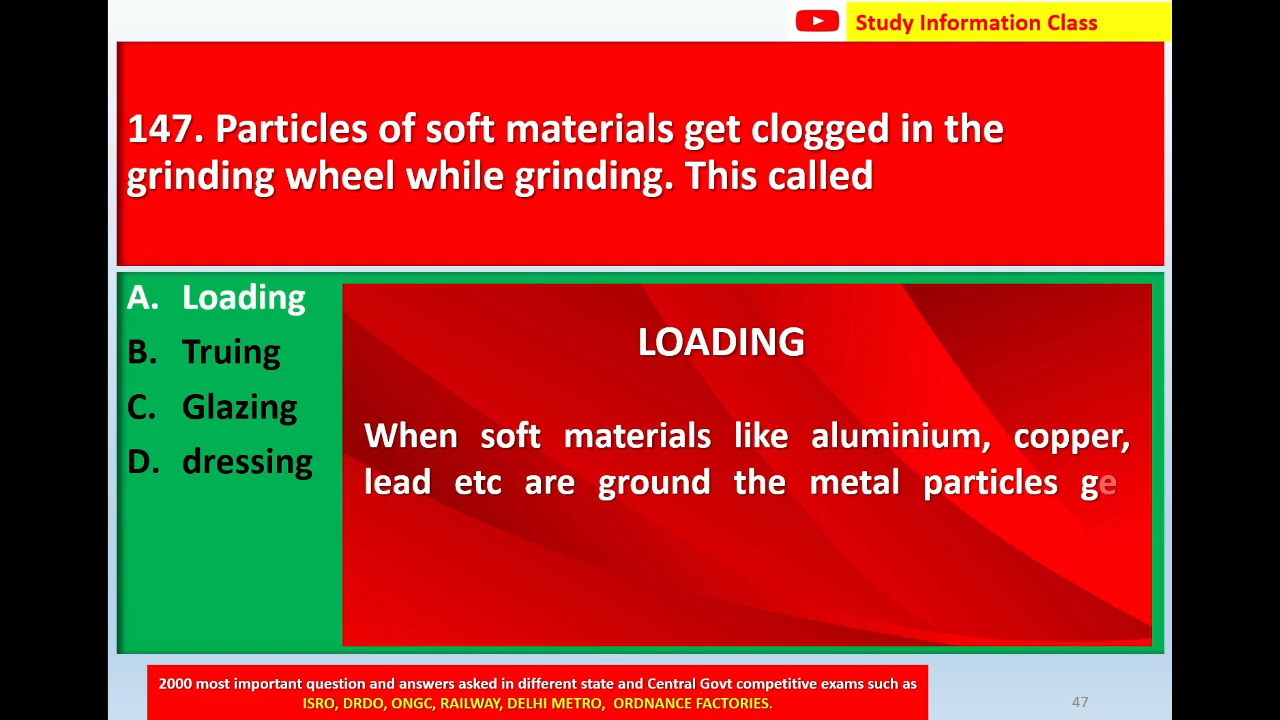 Study Information Class
147. Particles of soft materials get clogged in the
grinding wheel while grinding. This called
A. Loading
B. Truing
C. Glazing
D. dressing
LOADING
When soft materials like aluminium, copper,
lead etc are ground the metal particles ge
2000 most important question and answers asked in different state and Central Govt competitive exams such as
ISRO, DRDO, ONGC, RAILWAY, DELHI METRO, ORDNANCE FACTORIES.
47